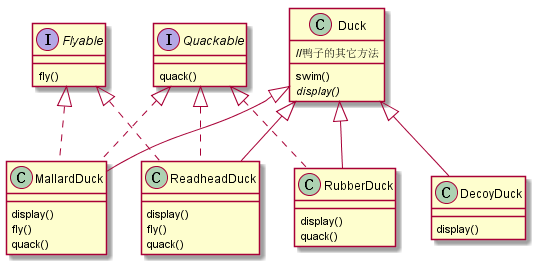 I Flyable
fly()
I Quackable
quack()
C Duck
//鸭子的其它方法
swim()
display()
C MallardDuck
display()
fly()
quack()
C ReadheadDuck
display()
fly()
quack()
C RubberDuck
display()
quack()
C DecoyDuck
display()